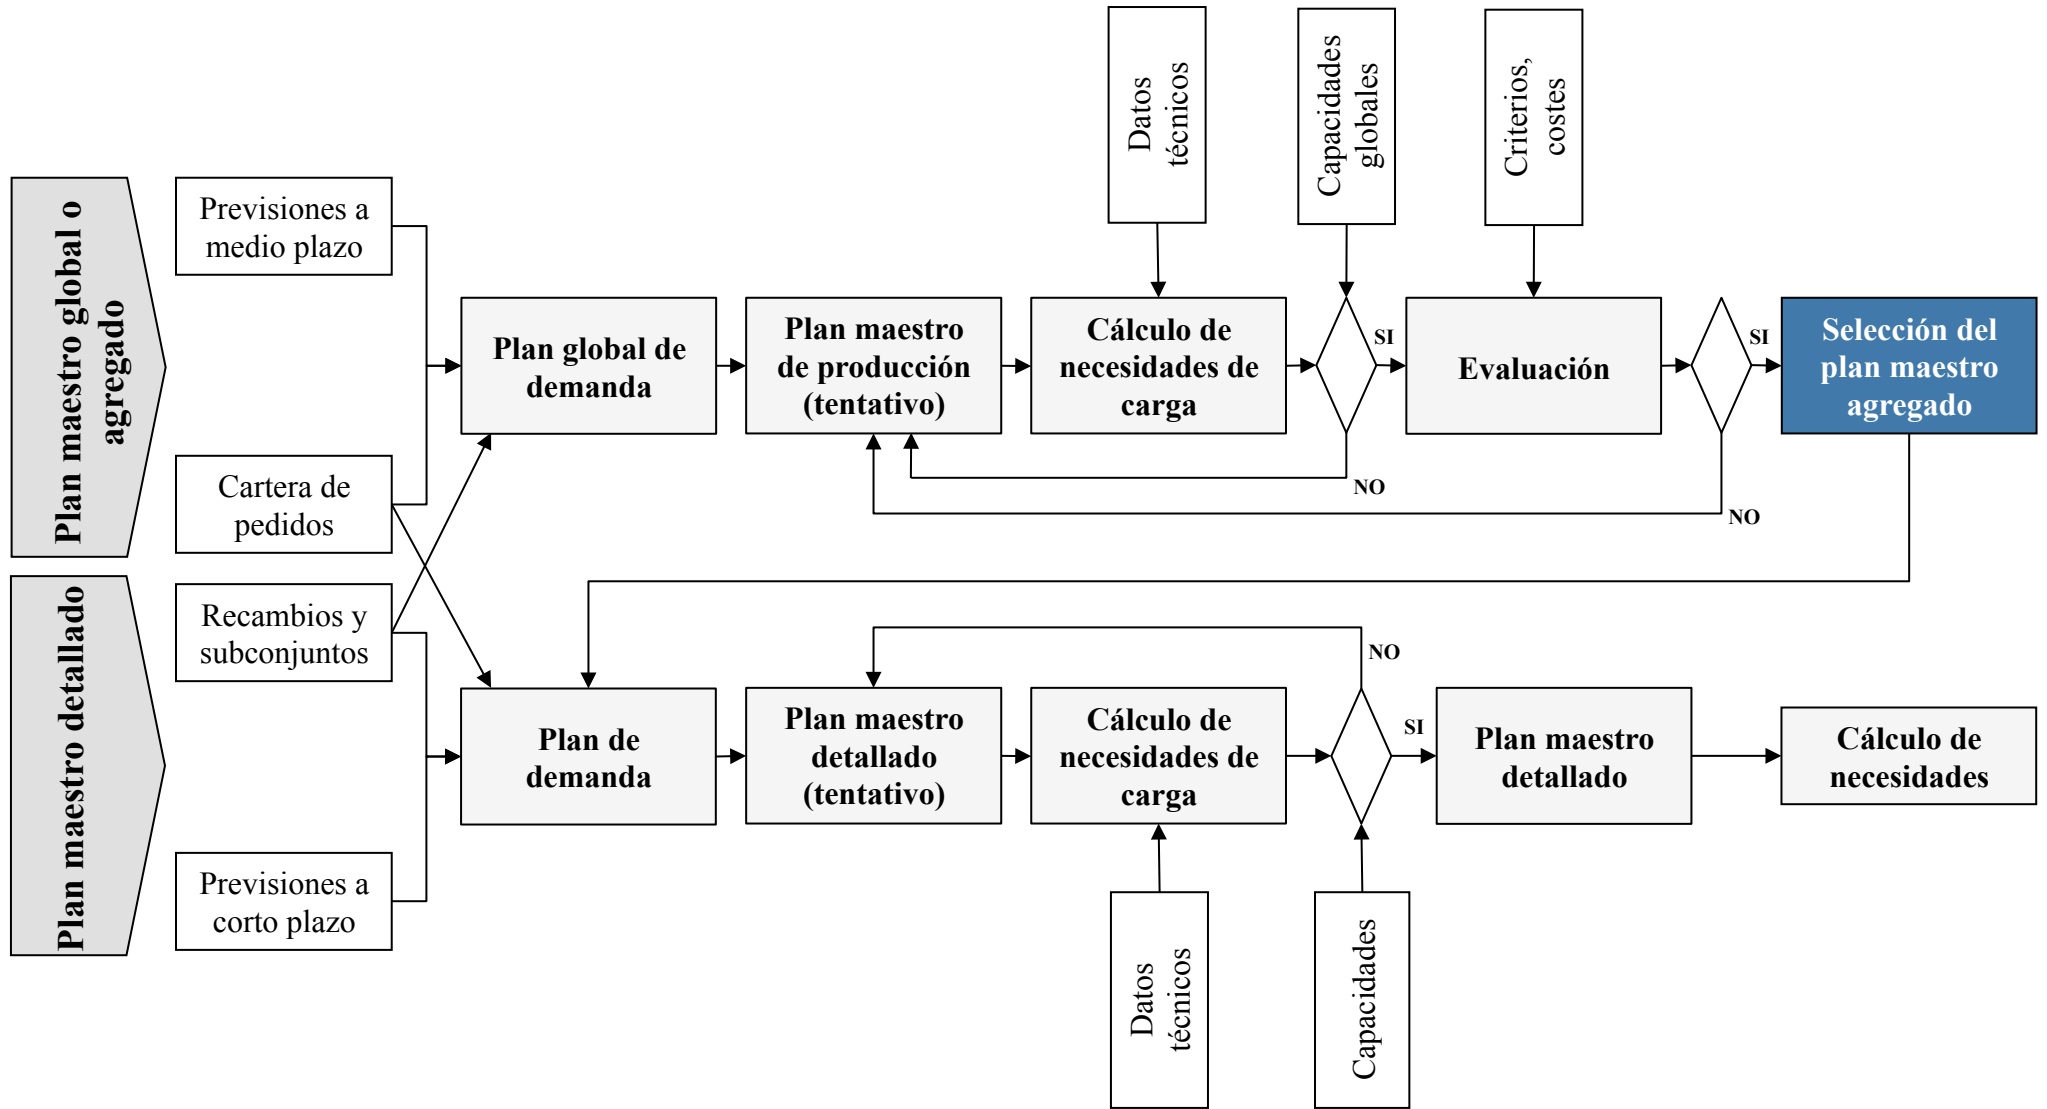 Datos
técnicos
Capacidades
globales
Criterios,
costes
Plan maestro global o
agregado
Previsiones a
medio plazo
Cartera de
pedidos
Plan global de
demanda
Plan maestro
de producción
(tentativo)
Cálculo de
necesidades de
carga
SI
NO
Evaluación
SI
NO
Selección del
plan maestro
agregado
Plan maestro detallado
Recambios y
subconjuntos
Previsiones a
corto plazo
Plan de
demanda
Plan maestro
detallado
(tentativo)
Cálculo de
necesidades de
carga
NO
SI
Plan maestro
detallado
Cálculo de
necesidades
Datos
técnicos
Capacidades